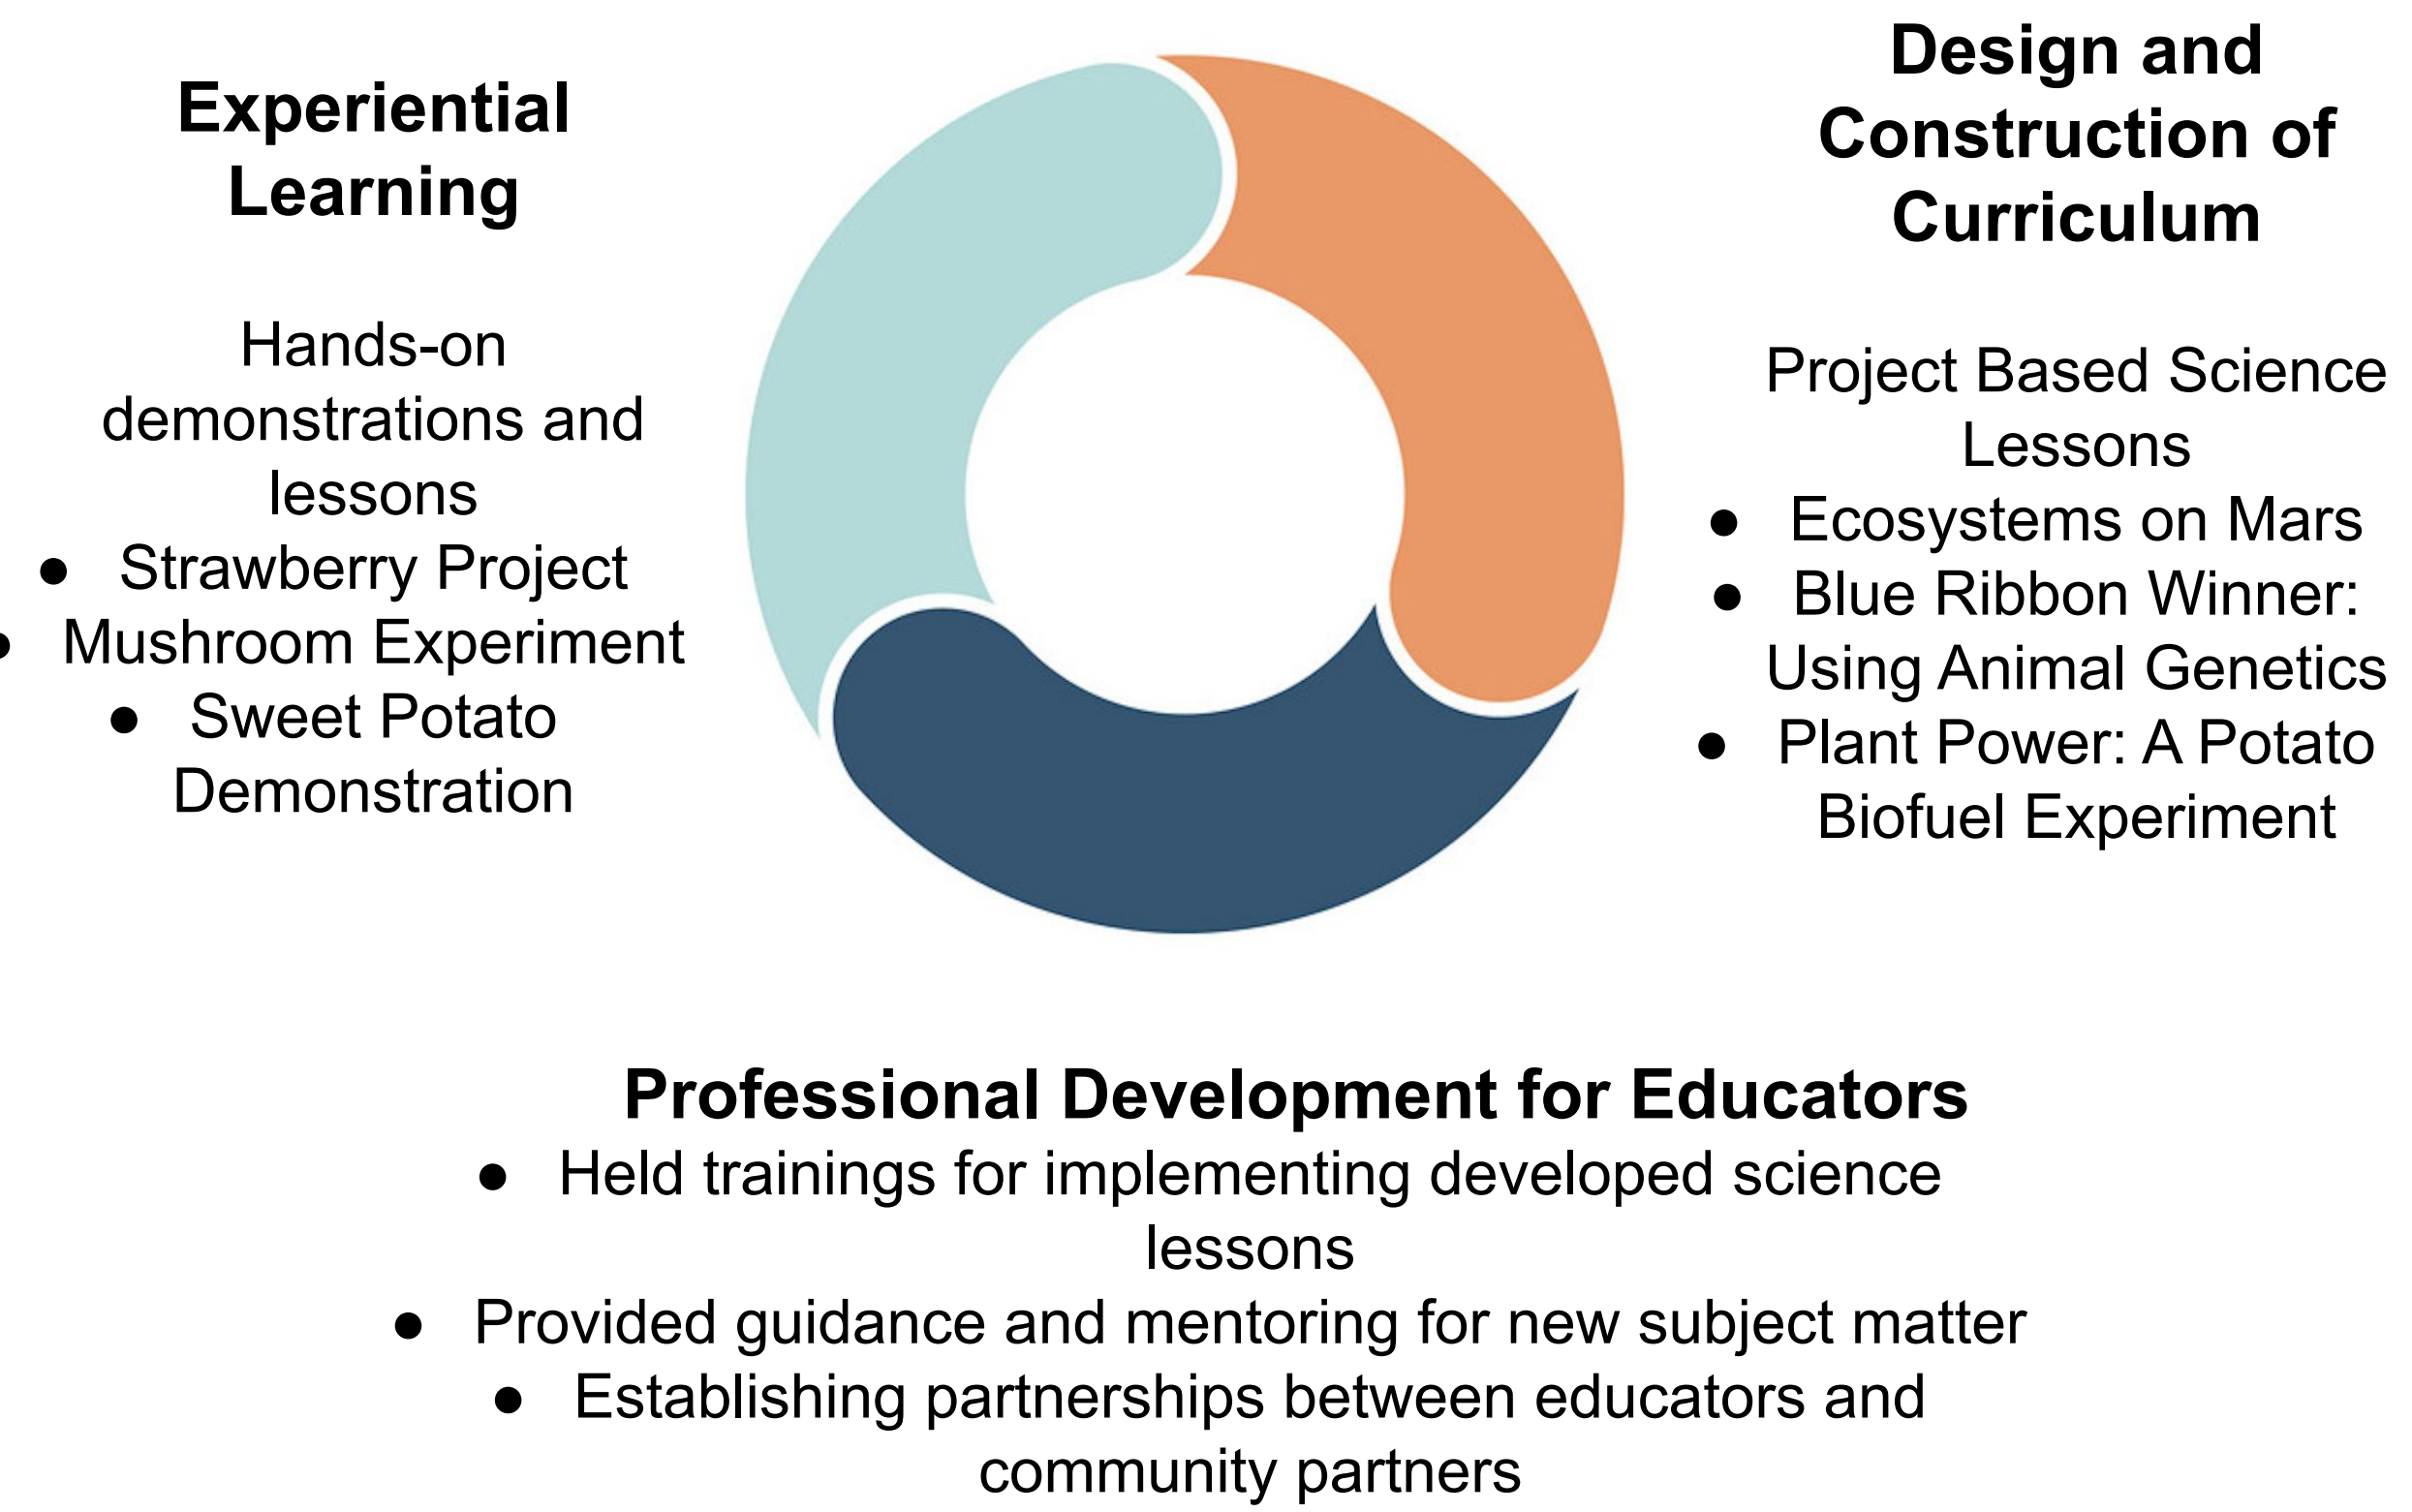 Experiential
Learning
Hands-on
demonstrations and
lessons
● Strawberry Project
● Mushroom Experiment
● Sweet Potato
Demonstration
Design and
Construction of
Curriculum
Project Based Science
Lessons
● Ecosystems on Mars
● Blue Ribbon Winner:
Using Animal Genetics
● Plant Power: A Potato
Biofuel Experiment
Professional Development for Educators
● Held trainings for implementing developed science
lessons
● Provided guidance and mentoring for new subject matter
● Establishing partnerships between educators and
community partners